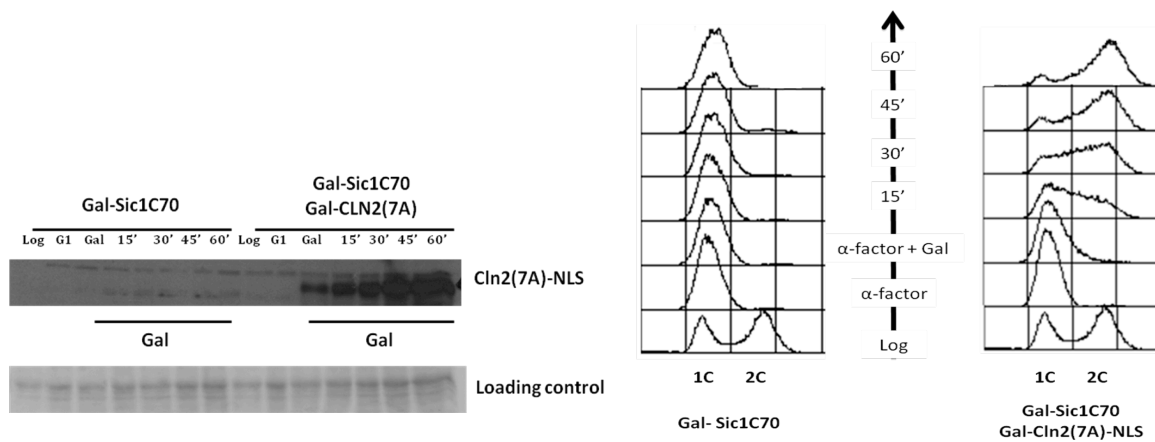 Gal-Sic1C70
Gal-Sic1C70
Gal-CLN2(7A)
Log G1 Gal 15’ 30’ 45’ 60’ Log G1 Gal 15’ 30’ 45’ 60’
Cln2(7A)-NLS
Gal
Gal
Loading control
60’
45’
30’
15’
α-factor + Gal
α-factor
Log
1C 2C
Gal- Sic1C70
1C 2C
Gal-Sic1C70
Gal-Cln2(7A)-NLS